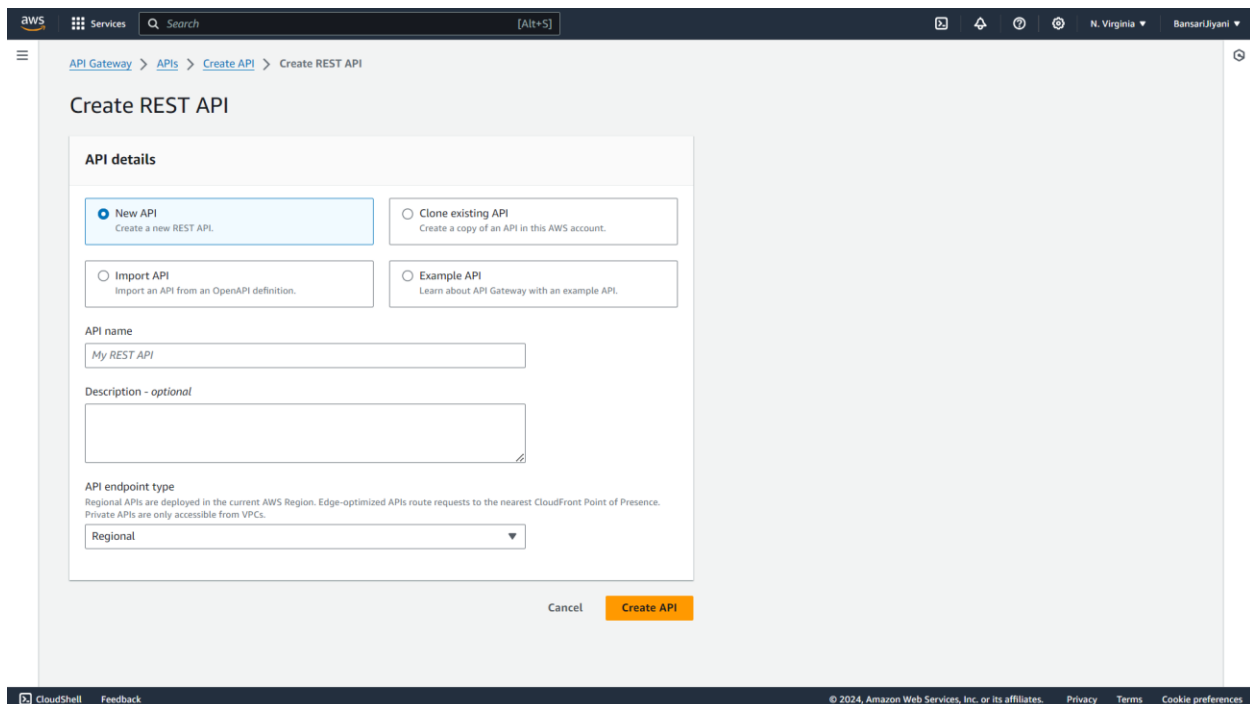 aws Services Search [Alt+S] N. Virginia ▼ BansariJiyani ▼
API Gateway > APIs > Create API > Create REST API
Create REST API
API details
New API
Create a new REST API.
Clone existing API
Create a copy of an API in this AWS account.
Import API
Import an API from an OpenAPI definition.
Example API
Learn about API Gateway with an example API.
API name
My REST API
Description - optional
API endpoint type
Regional APIs are deployed in the current AWS Region. Edge-optimized APIs route requests to the nearest CloudFront Point of Presence.
Private APIs are only accessible from VPCs.
Regional
Cancel Create API
CloudShell Feedback © 2024, Amazon Web Services, Inc. or its affiliates. Privacy Terms Cookie preferences